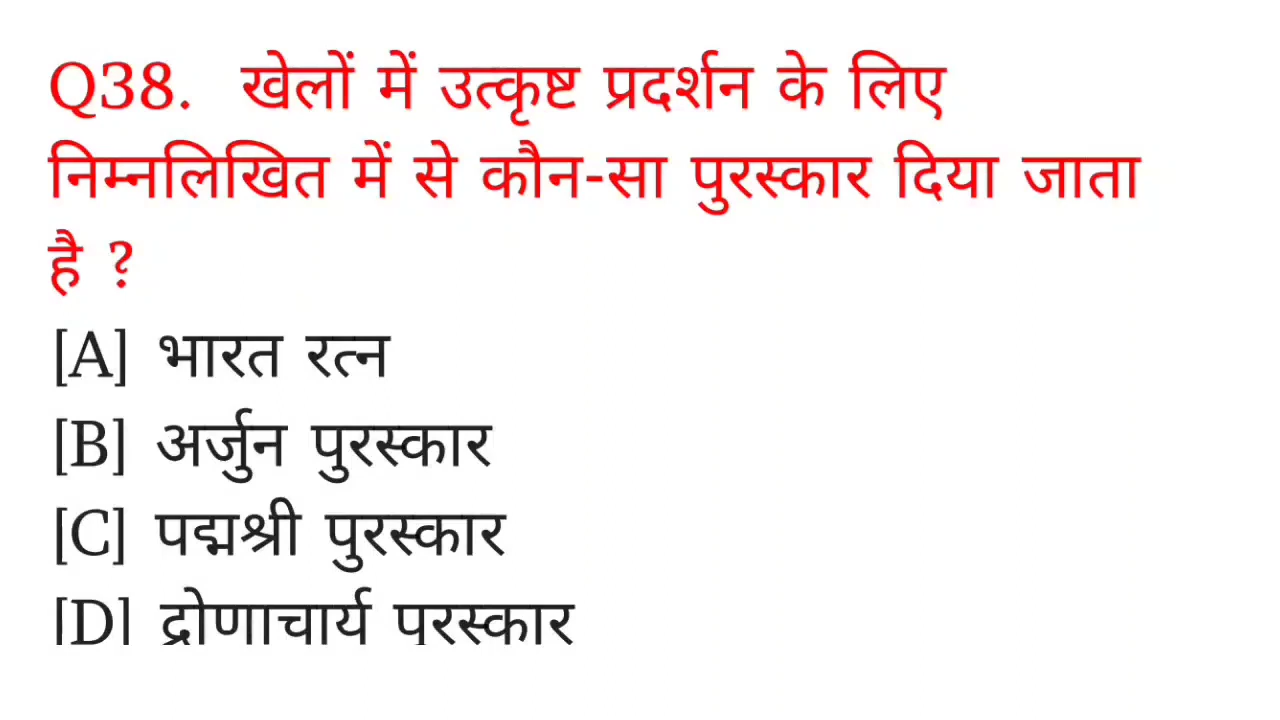 Q38. खेलों में उत्कृष्ट प्रदर्शन के लिए
निम्नलिखित में से कौन-सा पुरस्कार दिया जाता
है ?
[A] भारत रत्न
[B] अर्जुन पुरस्कार
[C] पद्मश्री पुरस्कार
[D] द्रोणाचार्य पुरस्कार